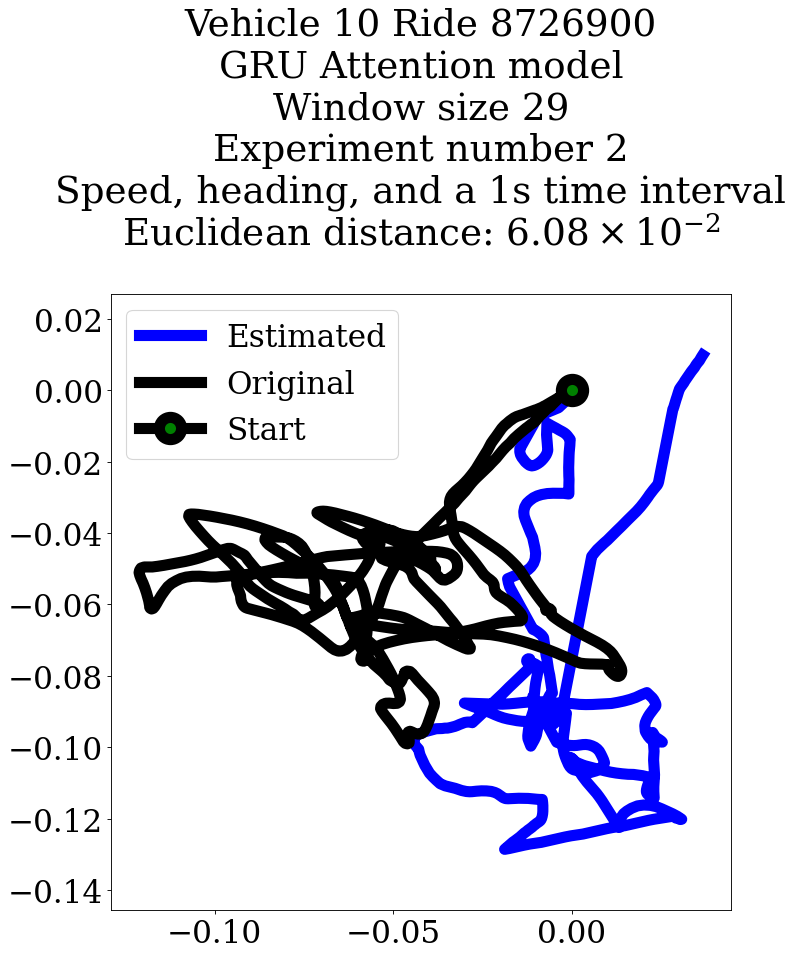 Vehicle 10 Ride 8726900
GRU Attention model
Window size 29
Experiment number 2
Speed, heading, and a 1s time interval
Euclidean distance: 6.08 × 10⁻²
Estimated
Original
Start
0.02
0.00
−0.02
−0.04
−0.06
−0.08
−0.10
−0.12
−0.14
−0.10
−0.05
0.00